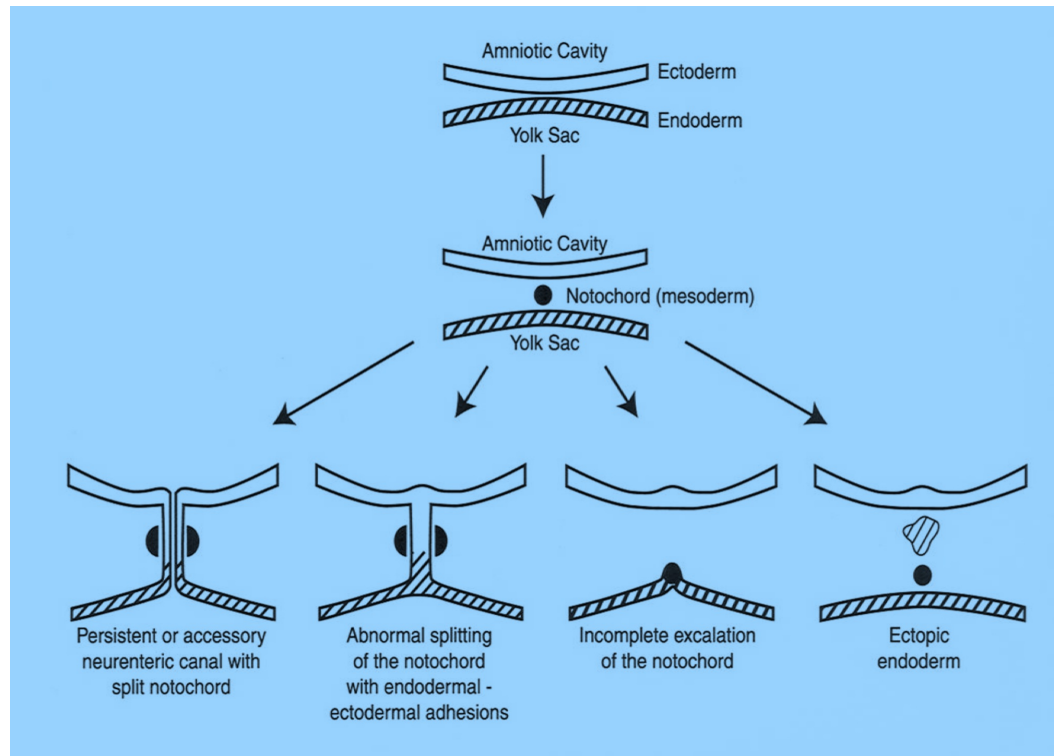 Amniotic Cavity
Ectoderm
Endoderm
Yolk Sac
Amniotic Cavity
Notochord (mesoderm)
Yolk Sac
Persistent or accessory
neurenteric canal with
split notochord
Abnormal splitting
of the notochord
with endodermal -
ectodermal adhesions
Incomplete excalation
of the notochord
Ectopic
endoderm